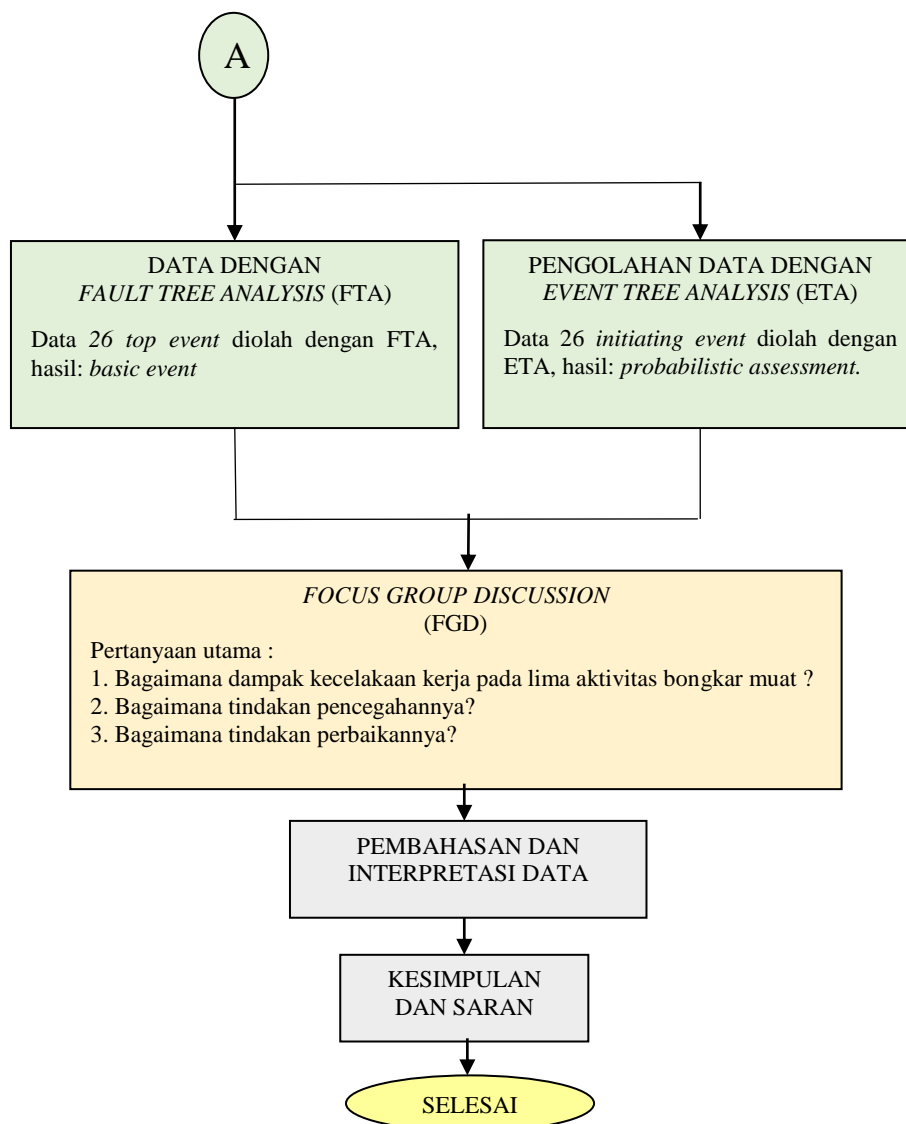 A
DATA DENGAN
FAULT TREE ANALYSIS (FTA)
Data 26 top event diolah dengan FTA,
hasil: basic event
PENGOLAHAN DATA DENGAN
EVENT TREE ANALYSIS (ETA)
Data 26 initiating event diolah dengan
ETA, hasil: probabilistic assessment.
FOCUS GROUP DISCUSSION
(FGD)
Pertanyaan utama :
1. Bagaimana dampak kecelakaan kerja pada lima aktivitas bongkar muat ?
2. Bagaimana tindakan pencegahannya?
3. Bagaimana tindakan perbaikannya?
PEMBAHASAN DAN
INTERPRETASI DATA
KESIMPULAN
DAN SARAN
SELESAI